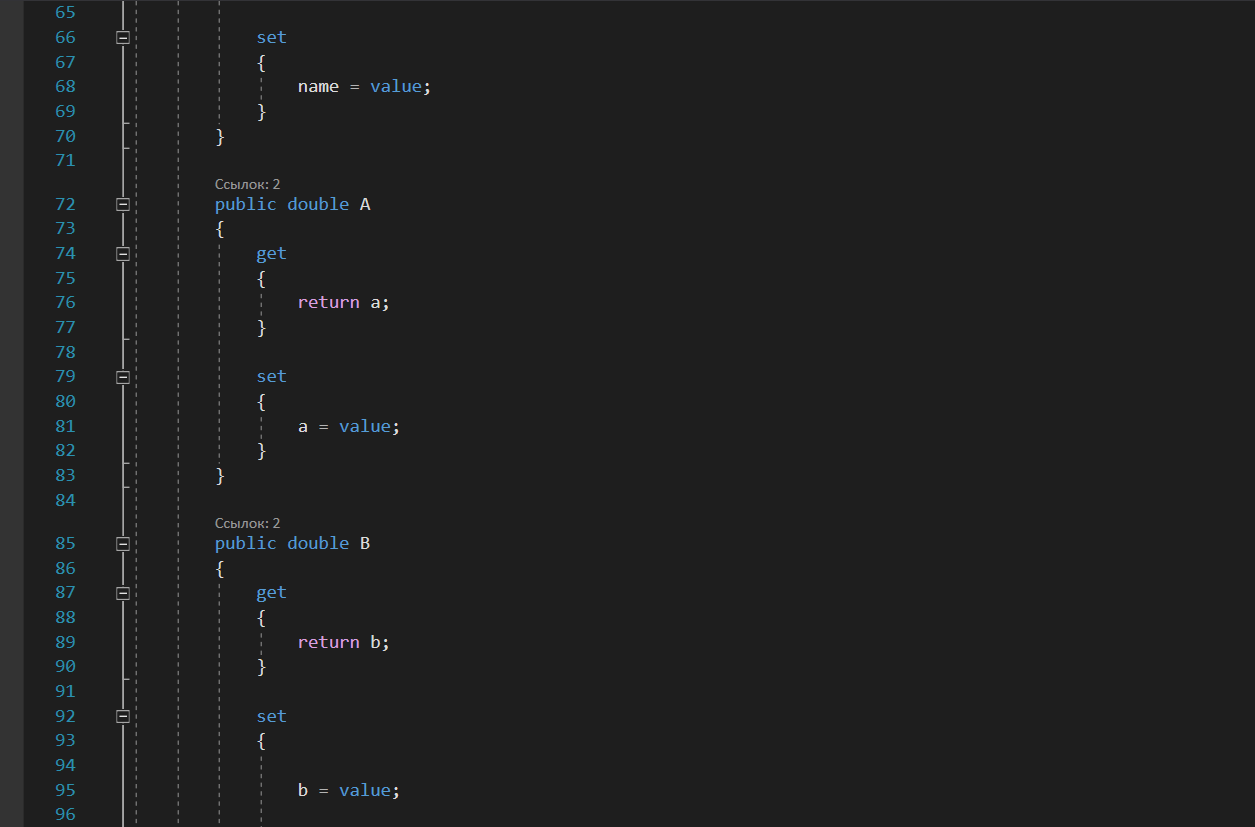 65
66 set
67 {
68 name = value;
69 }
70 }
71
Ссылок: 2
72 public double A
73 {
74 get
75 {
76 return a;
77 }
78
79 set
80 {
81 a = value;
82 }
83 }
84
Ссылок: 2
85 public double B
86 {
87 get
88 {
89 return b;
90 }
91
92 set
93 {
94
95 b = value;
96